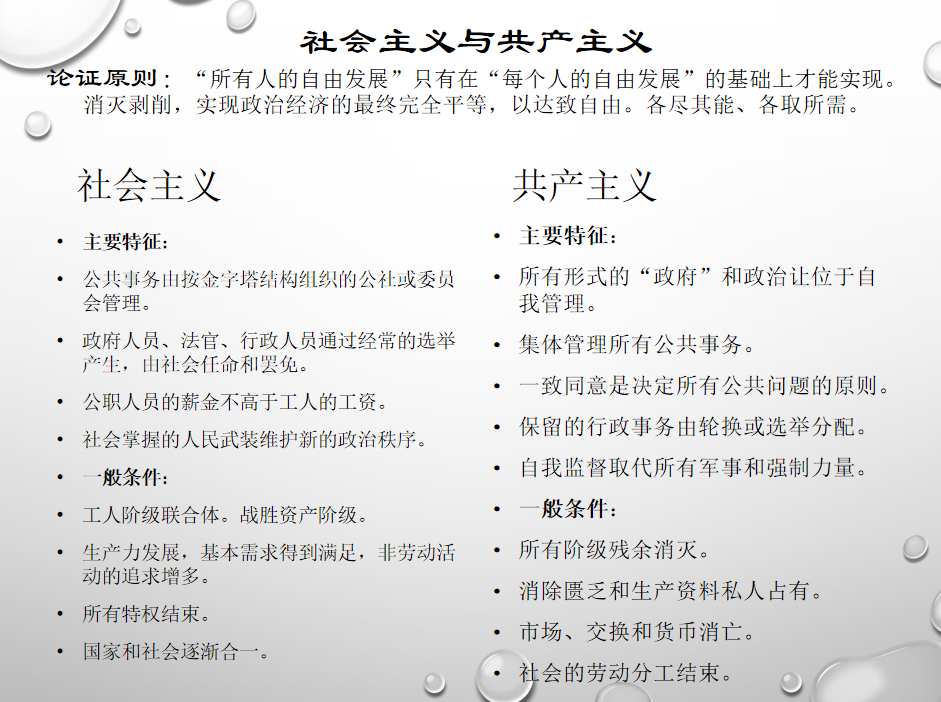 社会主义与共产主义
论证原则：“所有人的自由发展”只有在“每个人的自由发展”的基础上才能实现。
消灭剥削，实现政治经济的最终完全平等，以达致自由。各尽其能、各取所需。
社会主义
• 主要特征：
• 公共事务由按金字塔结构组织的公社或委员
会管理。
• 政府人员、法官、行政人员通过经常的选举
产生，由社会任命和罢免。
• 公职人员的薪金不高于工人的工资。
• 社会掌握的人民武装维护新的政治秩序。
• 一般条件：
• 工人阶级联合体。战胜资产阶级。
• 生产力发展，基本需求得到满足，非劳动活
动的追求增多。
• 所有特权结束。
• 国家和社会逐渐合一。
共产主义
• 主要特征：
• 所有形式的“政府”和政治让位于自
我管理。
• 集体管理所有公共事务。
• 一致同意是决定所有公共问题的原则。
• 保留的行政事务由轮换或选举分配。
• 自我监督取代所有军事和强制力量。
• 一般条件：
• 所有阶级残余消灭。
• 消除匮乏和生产资料私人占有。
• 市场、交换和货币消亡。
• 社会的劳动分工结束。